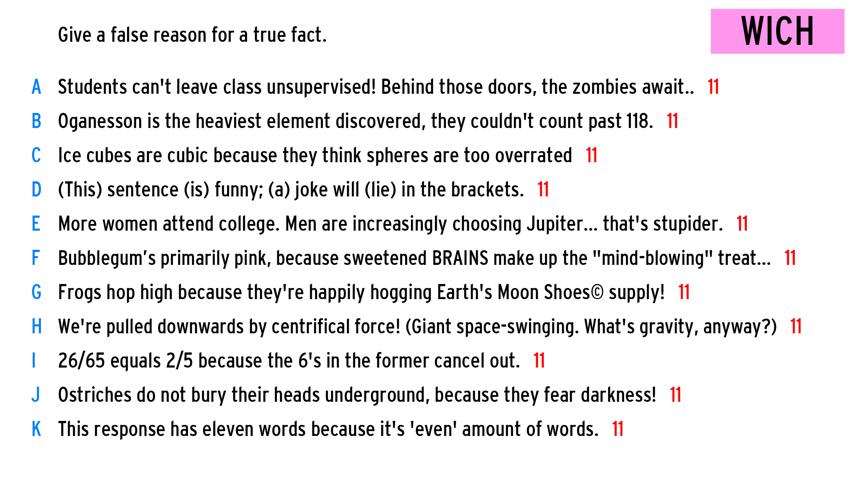 Give a false reason for a true fact.
WICH
A Students can't leave class unsupervised! Behind those doors, the zombies await.. 11
B Oganesson is the heaviest element discovered, they couldn't count past 118. 11
C Ice cubes are cubic because they think spheres are too overrated 11
D (This) sentence (is) funny; (a) joke will (lie) in the brackets. 11
E More women attend college. Men are increasingly choosing Jupiter... that's stupider. 11
F Bubblegum's primarily pink, because sweetened BRAINS make up the "mind-blowing" treat... 11
G Frogs hop high because they're happily hogging Earth's Moon Shoes© supply! 11
H We're pulled downwards by centrifical force! (Giant space-swinging. What's gravity, anyway?) 11
I 26/65 equals 2/5 because the 6's in the former cancel out. 11
J Ostriches do not bury their heads underground, because they fear darkness! 11
K This response has eleven words because it's 'even' amount of words. 11